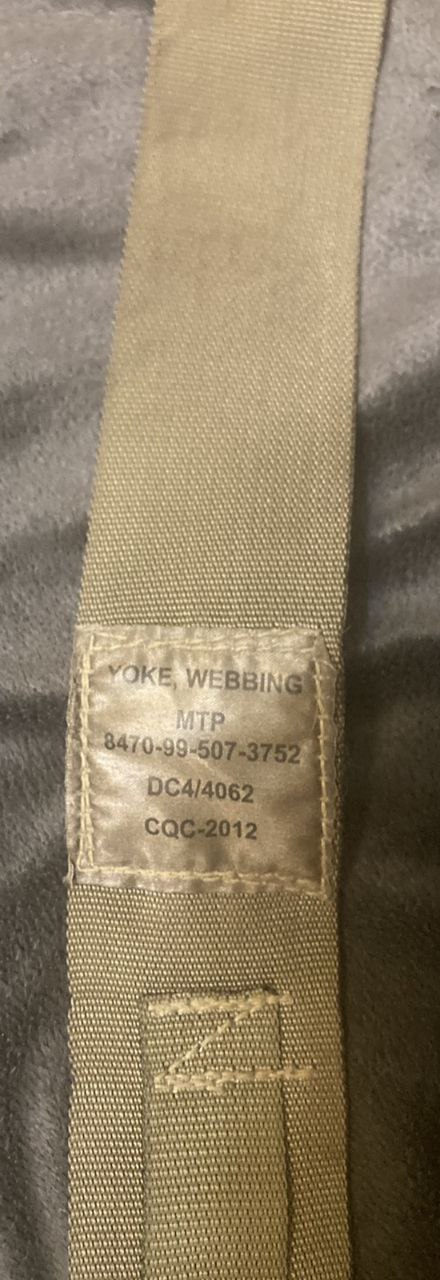 YOKE, WEBBING
MTP
8470-99-507-3752
DC4/4062
CQC-2012